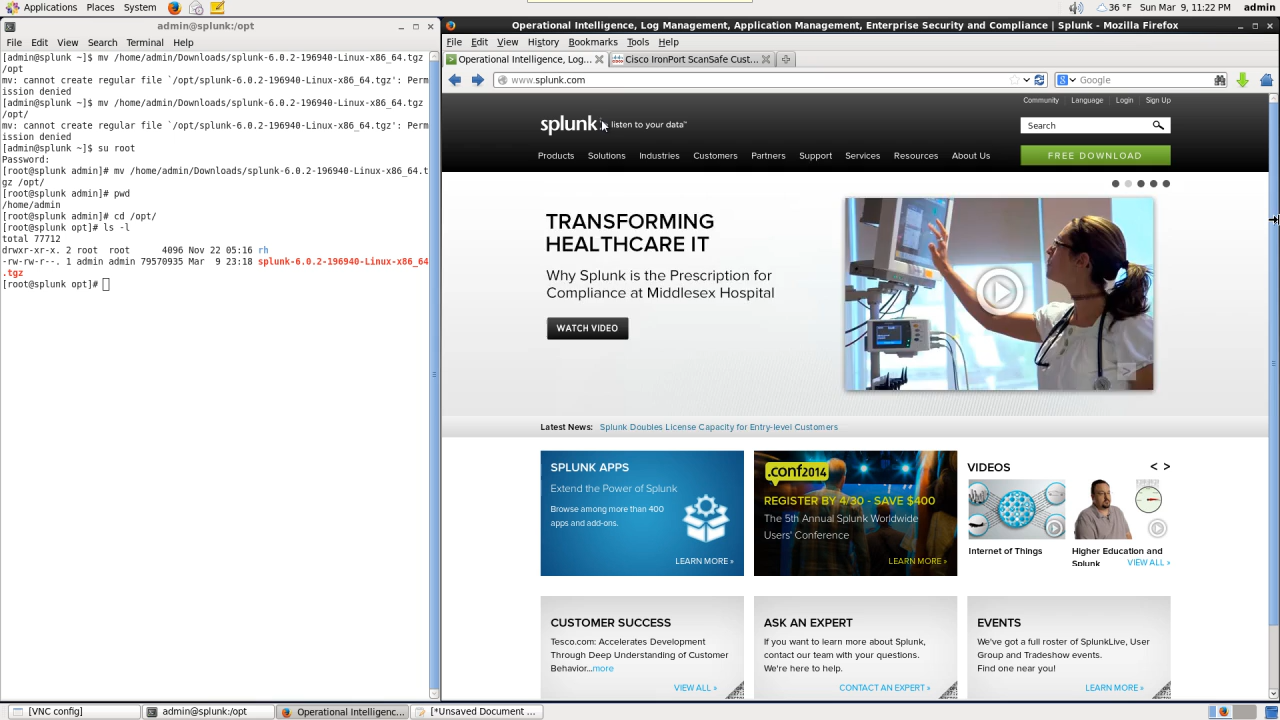 Applications Places System
36 °F Sun Mar 9, 11:22 PM admin
admin@splunk:/opt
File Edit View Search Terminal Help
[admin@splunk ~]$ mv /home/admin/Downloads/splunk-6.0.2-196940-Linux-x86_64.tgz
/opt
mv: cannot create regular file `/opt/splunk-6.0.2-196940-Linux-x86_64.tgz': Perm
ission denied
[admin@splunk ~]$ mv /home/admin/Downloads/splunk-6.0.2-196940-Linux-x86_64.tgz
/opt/
mv: cannot create regular file `/opt/splunk-6.0.2-196940-Linux-x86_64.tgz': Perm
ission denied
[admin@splunk ~]$ su root
Password:
[root@splunk admin]# mv /home/admin/Downloads/splunk-6.0.2-196940-Linux-x86_64.t
gz /opt/
[root@splunk admin]# pwd
/home/admin
[root@splunk admin]# cd /opt/
[root@splunk opt]# ls -l
total 77712
drwxr-xr-x. 2 root root 4096 Nov 22 05:16 rh
-rw-rw-r--. 1 admin admin 79570935 Mar 9 23:18 splunk-6.0.2-196940-Linux-x86_64
.tgz
[root@splunk opt]#
Operational Intelligence, Log Management, Application Management, Enterprise Security and Compliance | Splunk - Mozilla Firefox
File Edit View History Bookmarks Tools Help
Operational Intelligence, Log...
Cisco IronPort ScanSafe Cust...
www.splunk.com
Google
Community Language Login Sign Up
splunk> listen to your data™
Search
Products Solutions Industries Customers Partners Support Services Resources About Us
FREE DOWNLOAD
TRANSFORMING
HEALTHCARE IT
Why Splunk is the Prescription for
Compliance at Middlesex Hospital
WATCH VIDEO
>
Latest News: Splunk Doubles License Capacity for Entry-level Customers
SPLUNK APPS
Extend the Power of Splunk
Browse among more than 400
apps and add-ons.
LEARN MORE »
.conf2014
REGISTER BY 4/30 - SAVE $400
The 5th Annual Splunk Worldwide
Users' Conference
LEARN MORE »
VIDEOS
< >
Internet of Things
Higher Education and
Splunk
VIEW ALL »
CUSTOMER SUCCESS
Tesco.com: Accelerates Development
Through Deep Understanding of Customer
Behavior...more
VIEW ALL »
ASK AN EXPERT
If you want to learn more about Splunk,
contact our team with your questions.
We're here to help.
CONTACT AN EXPERT »
EVENTS
We've got a full roster of SplunkLive, User
Group and Tradeshow events.
Find one near you!
LEARN MORE »
[VNC config]
admin@splunk:/opt
Operational Intelligenc...
[*Unsaved Document ...